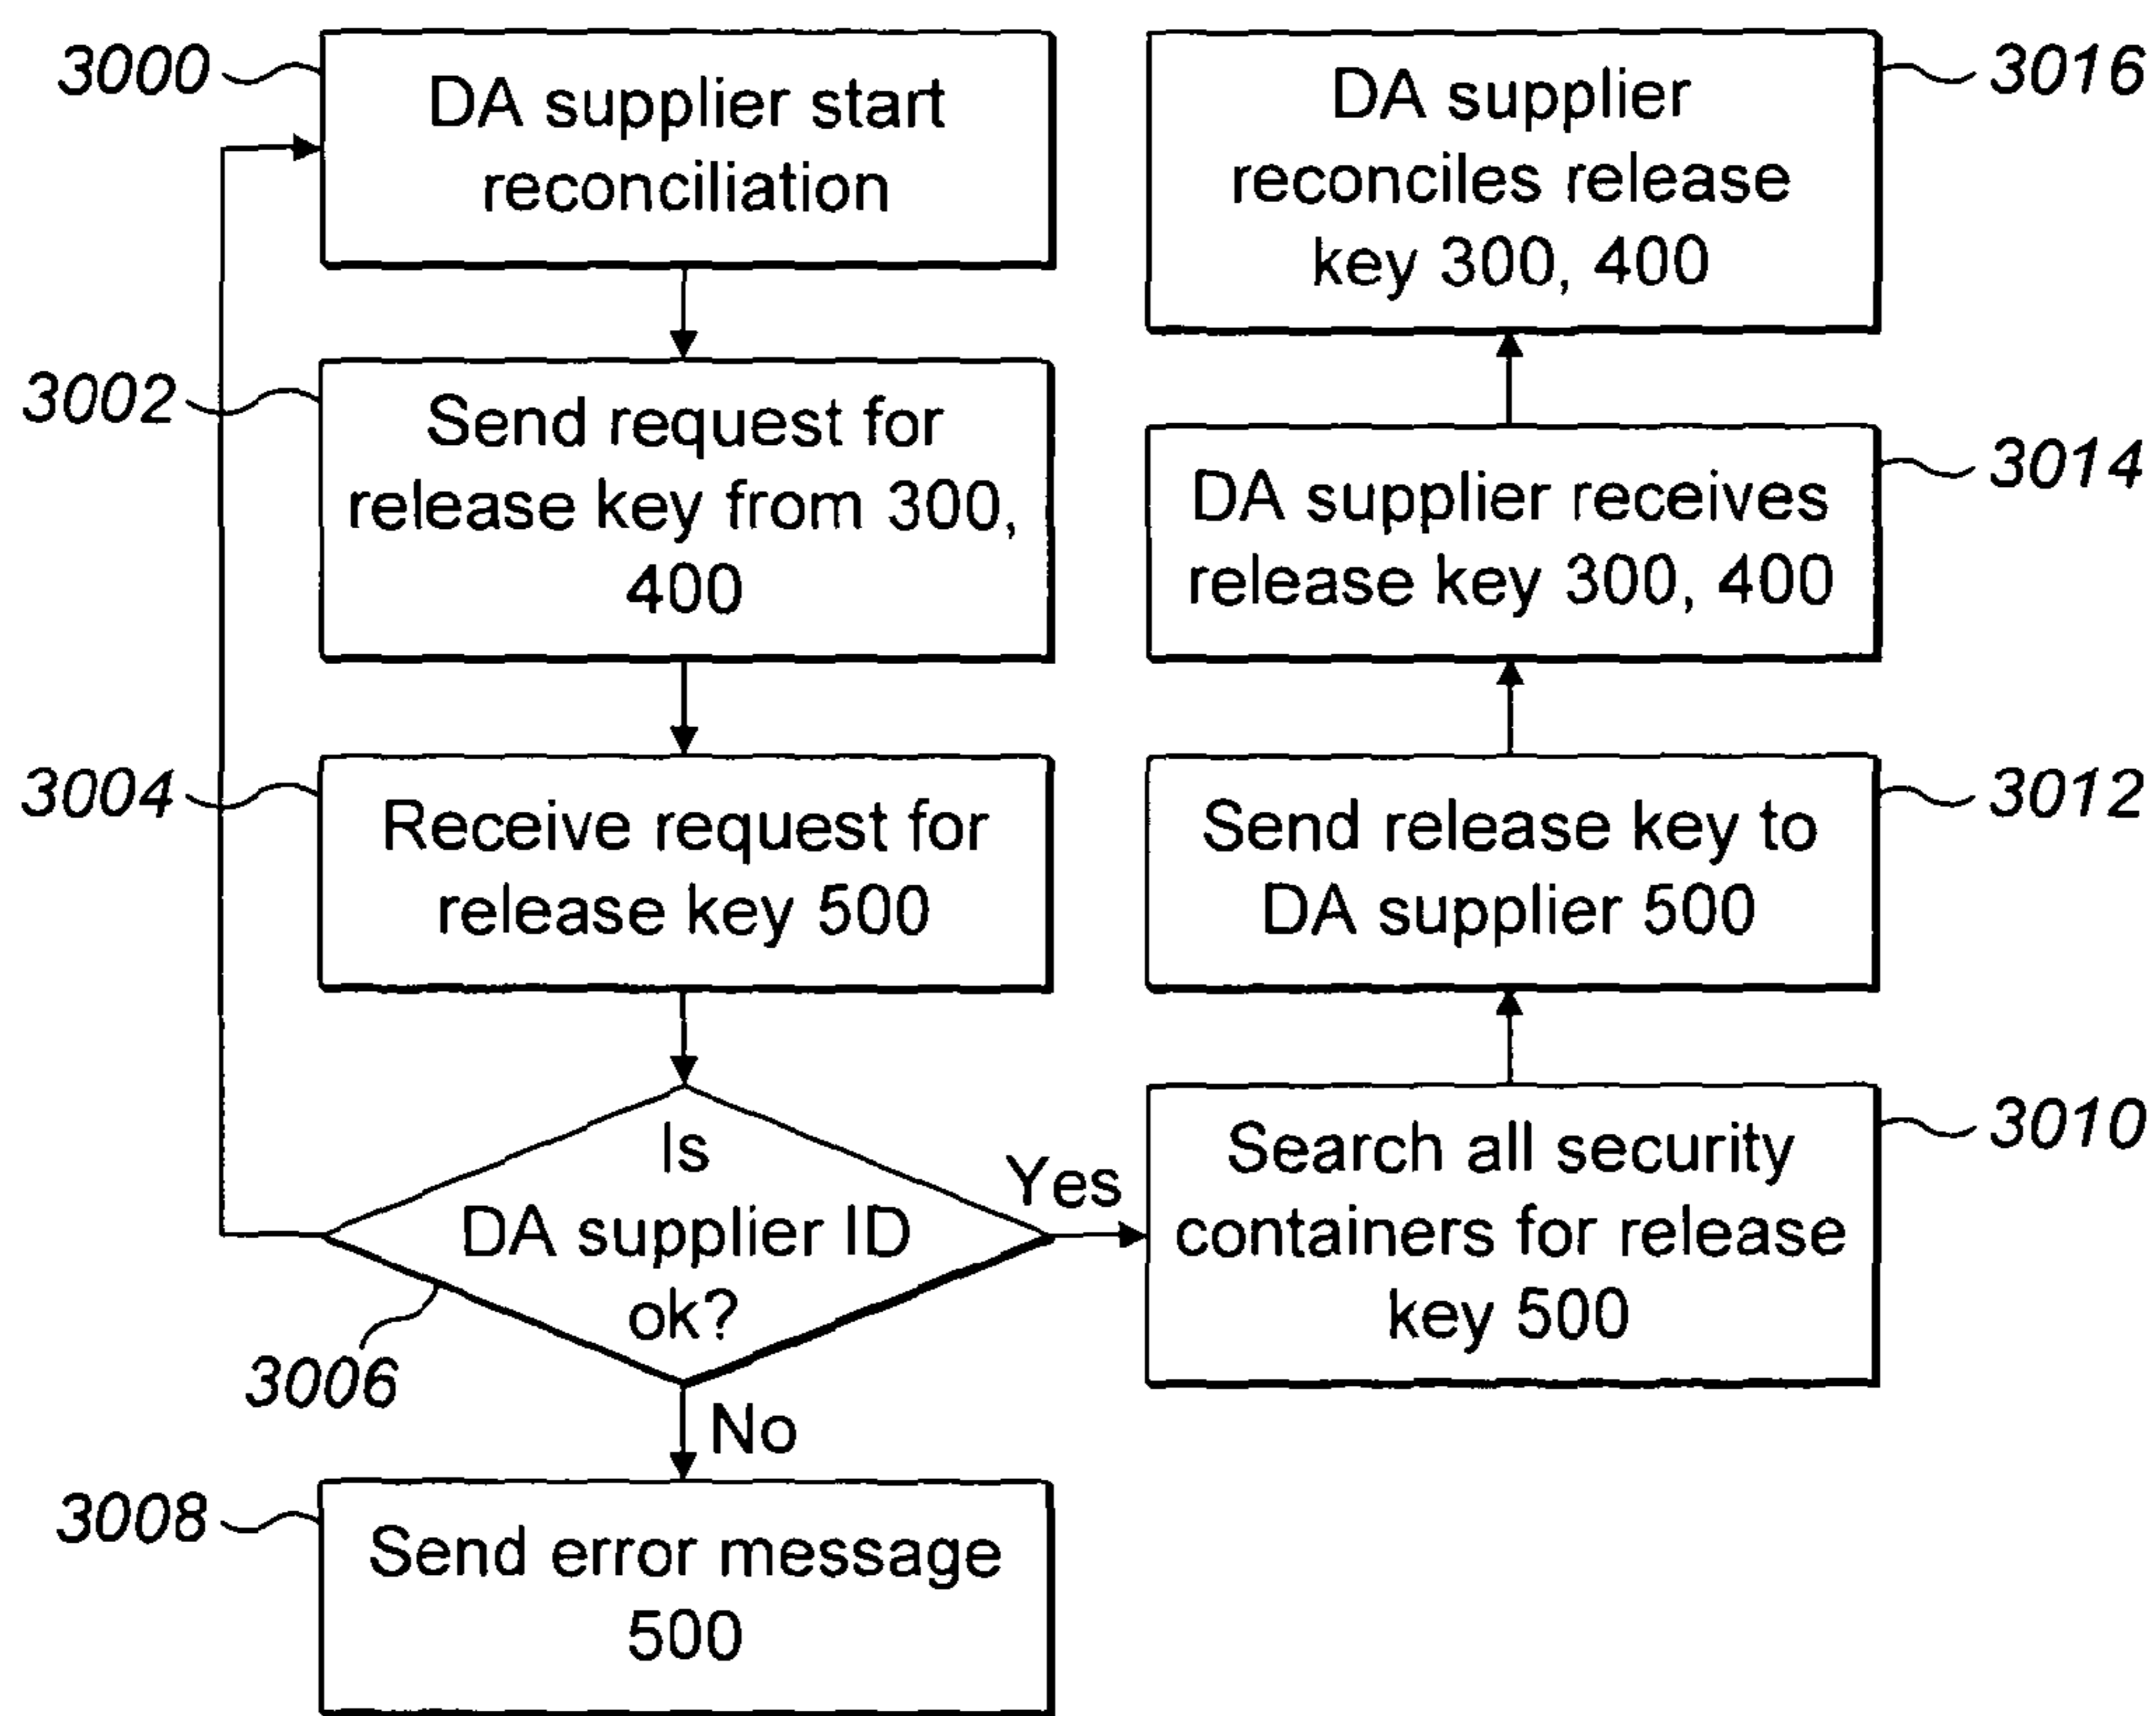 3000
DA supplier start
reconciliation
3002
Send request for
release key from 300,
400
3004
Receive request for
release key 500
Is
DA supplier ID
ok?
3006
Yes
No
3008
Send error message
500
3010
Search all security
containers for release
key 500
3012
Send release key to
DA supplier 500
3014
DA supplier receives
release key 300, 400
3016
DA supplier
reconciles release
key 300, 400